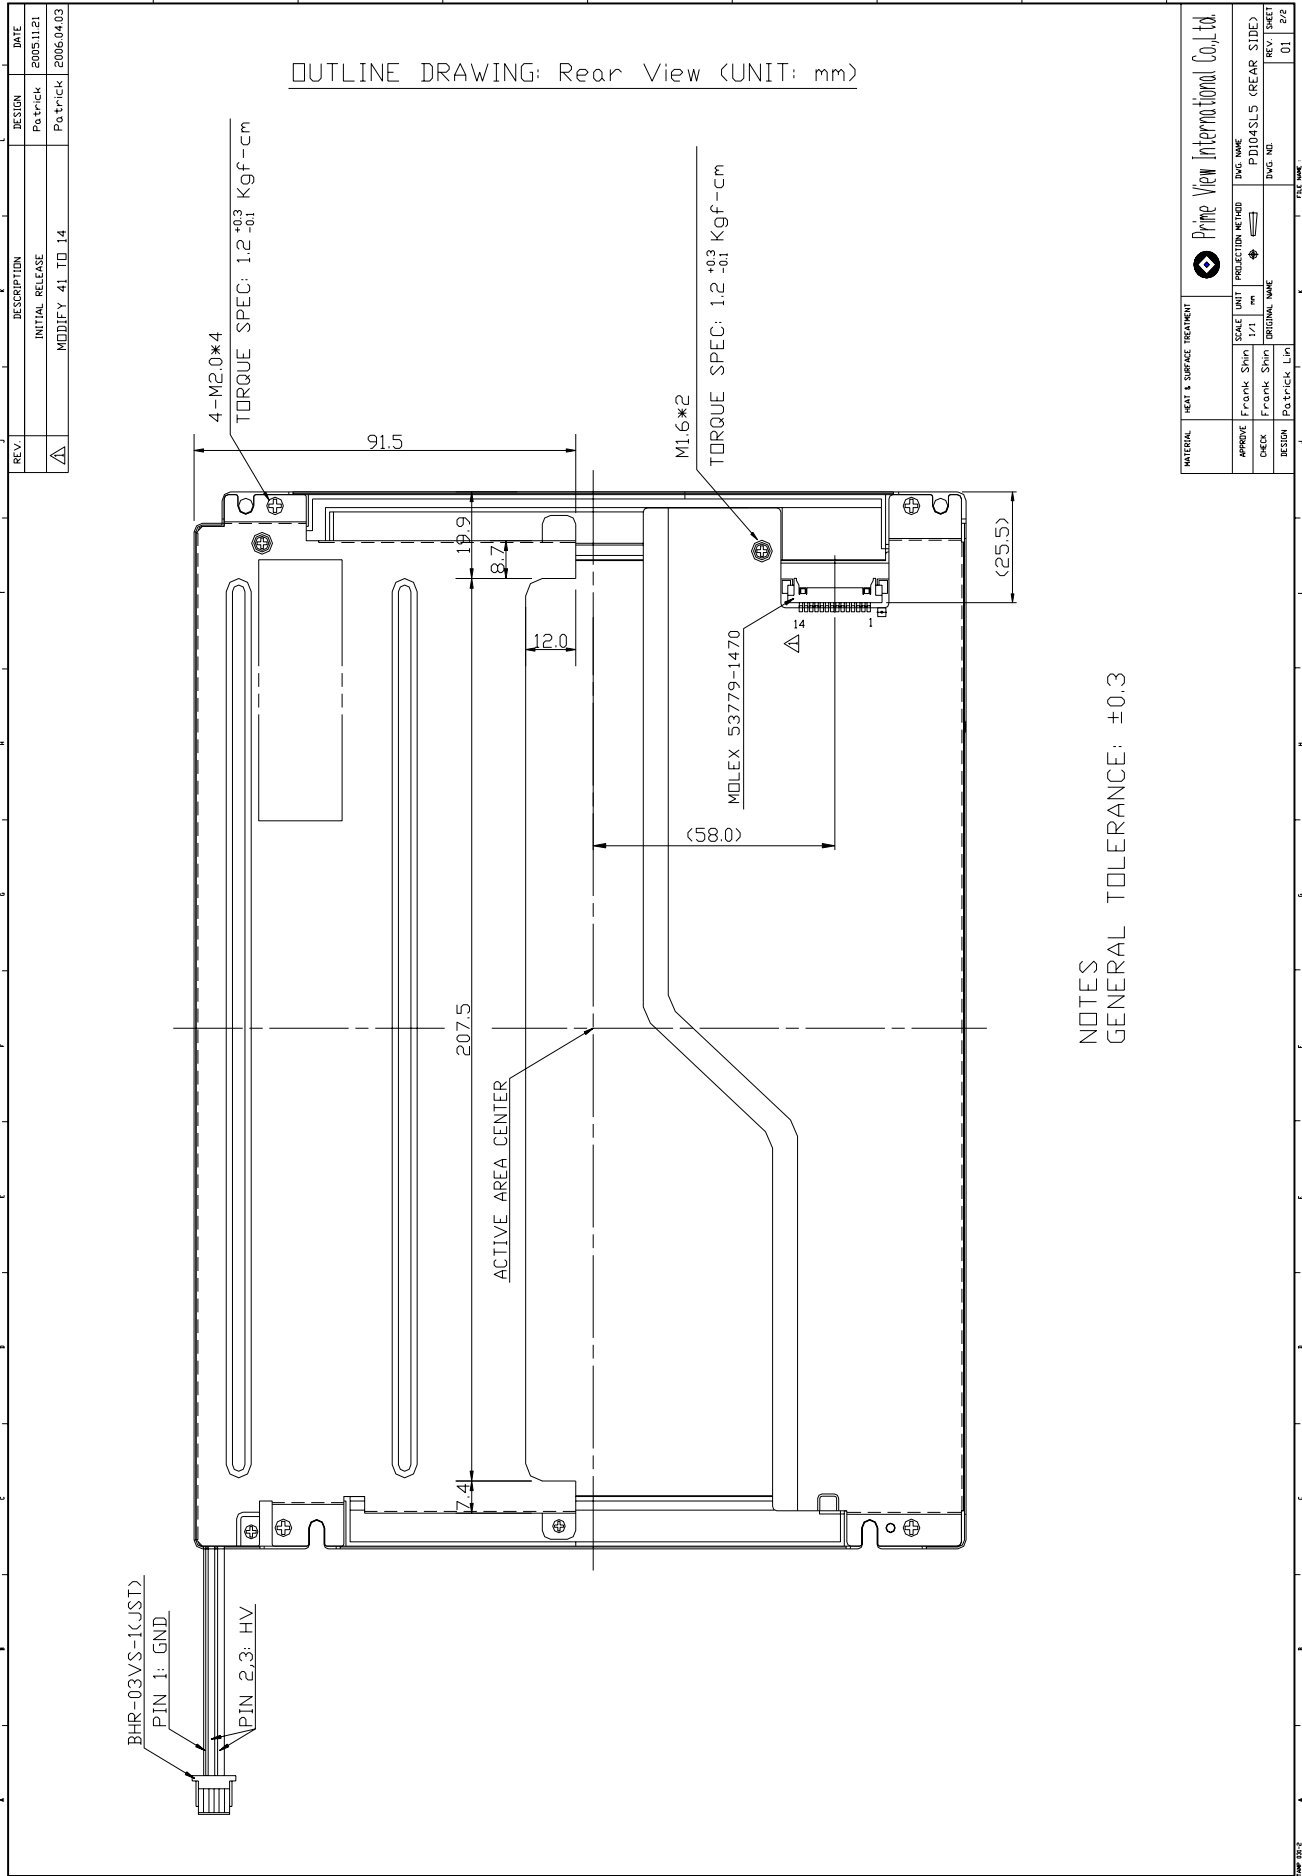 REV.
DESCRIPTION
DESIGN
DATE
INITIAL RELEASE
Patrick
2005.11.21
1
MODIFY 41 TO 14
Patrick
2006.04.03
OUTLINE DRAWING: Rear View (UNIT: mm)
4-M2.0*4
TORQUE SPEC: 1.2 +0.3 -0.1 Kgf-cm
M1.6*2
TORQUE SPEC: 1.2 +0.3 -0.1 Kgf-cm
91.5
19.9
8.7
12.0
207.5
7.4
(58.0)
(25.5)
MOLEX 53779-1470
14
1
1
ACTIVE AREA CENTER
BHR-03VS-1(JST)
PIN 1: GND
PIN 2,3: HV
NOTES
GENERAL TOLERANCE: ±0.3
MATERIAL
HEAT & SURFACE TREATMENT
Prime View International Co.,Ltd.
APPROVE
Frank Shin
SCALE
1/1
UNIT
mm
PROJECTION METHOD
DWG. NAME
PD104SL5 (REAR SIDE)
CHECK
Frank Shin
ORIGINAL NAME
DWG. NO.
REV.
01
SHEET
2/2
DESIGN
Patrick Lin
FILE NAME :